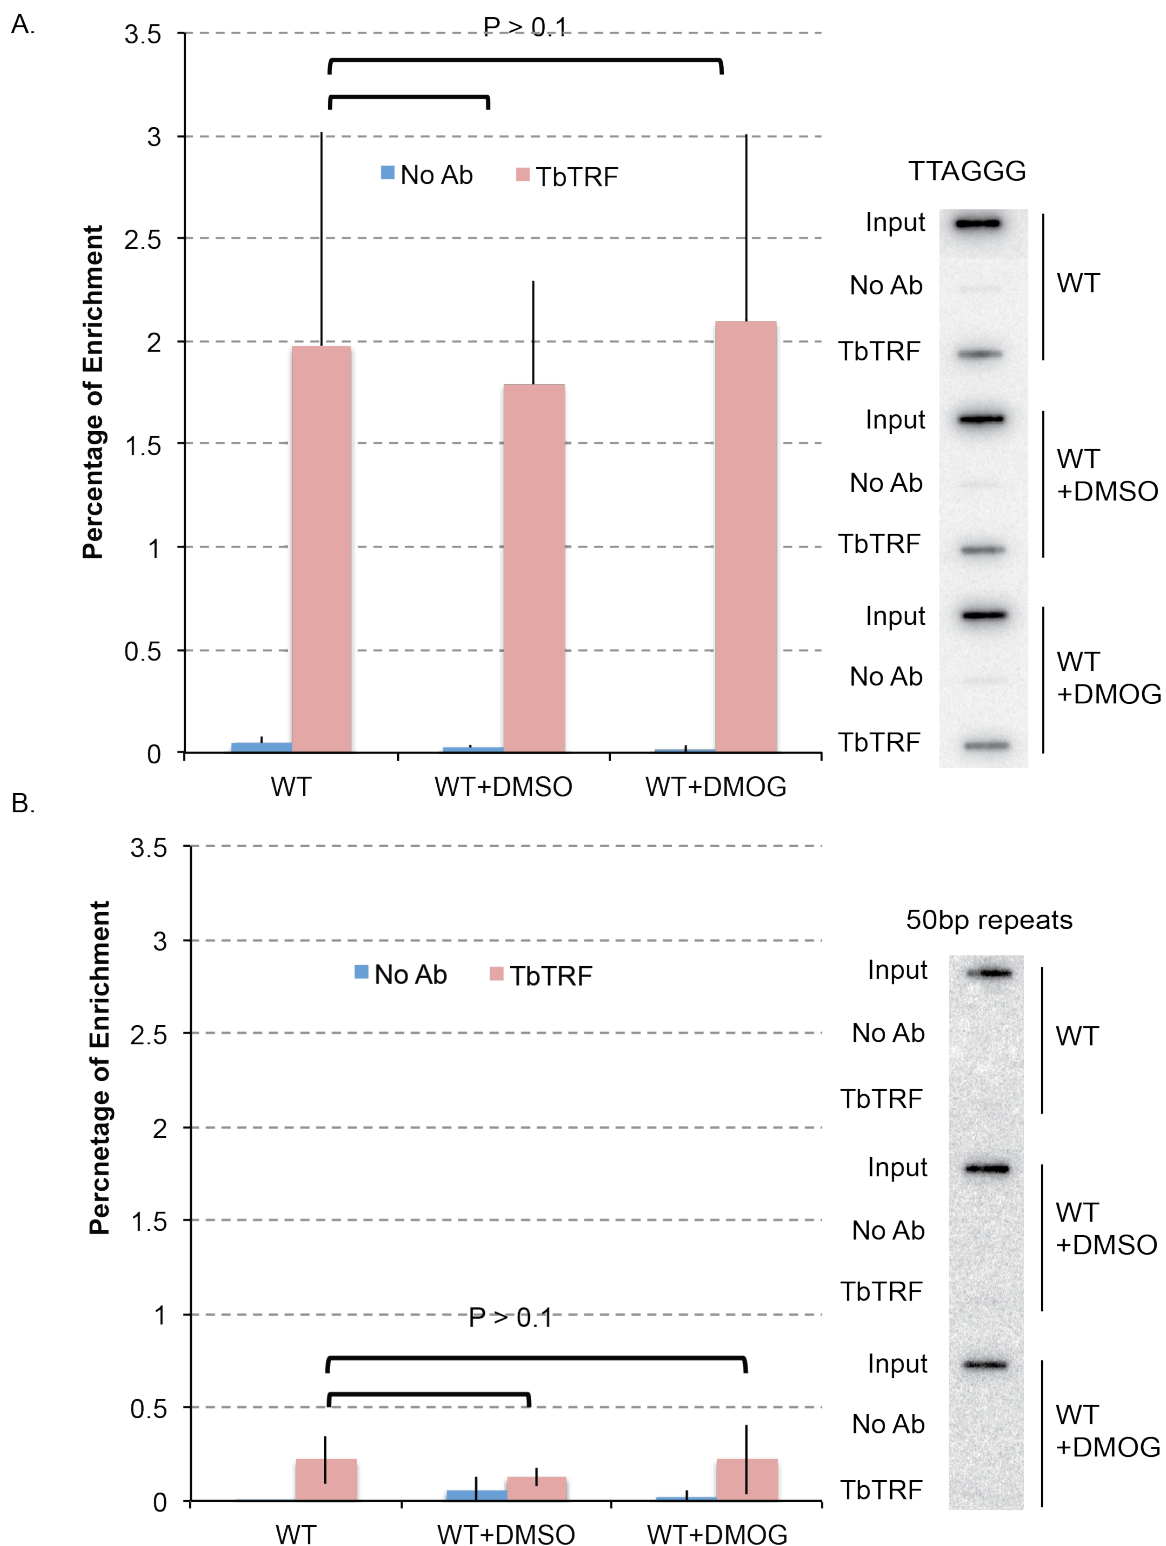 A.
P > 0.1
3.5
3
2.5
2
1.5
1
0.5
0
Percentage of Enrichment
No Ab
TbTRF
WT
WT+DMSO
WT+DMOG
TTAGGG
Input
No Ab
WT
TbTRF
Input
WT
No Ab
+DMSO
TbTRF
Input
WT
No Ab
+DMOG
TbTRF
B.
3.5
3
2.5
2
1.5
1
0.5
0
Percnetage of Enrichment
No Ab
TbTRF
P > 0.1
WT
WT+DMSO
WT+DMOG
50bp repeats
Input
No Ab
WT
TbTRF
Input
WT
No Ab
+DMSO
TbTRF
Input
WT
No Ab
+DMOG
TbTRF